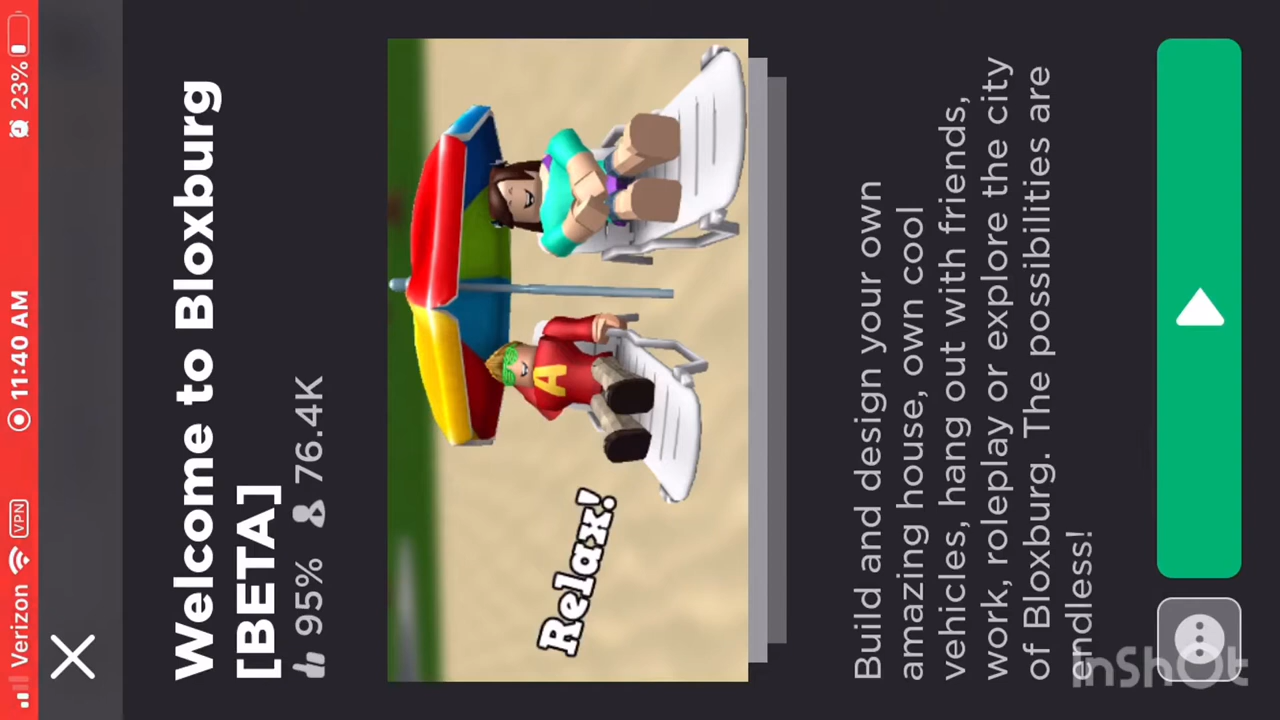 Verizon VPN 11:40 AM 23%
Welcome to Bloxburg
[BETA]
95% 76.4K
A
Relax!
Build and design your own
amazing house, own cool
vehicles, hang out with friends,
work, roleplay or explore the city
of Bloxburg. The possibilities are
endless!
InShot